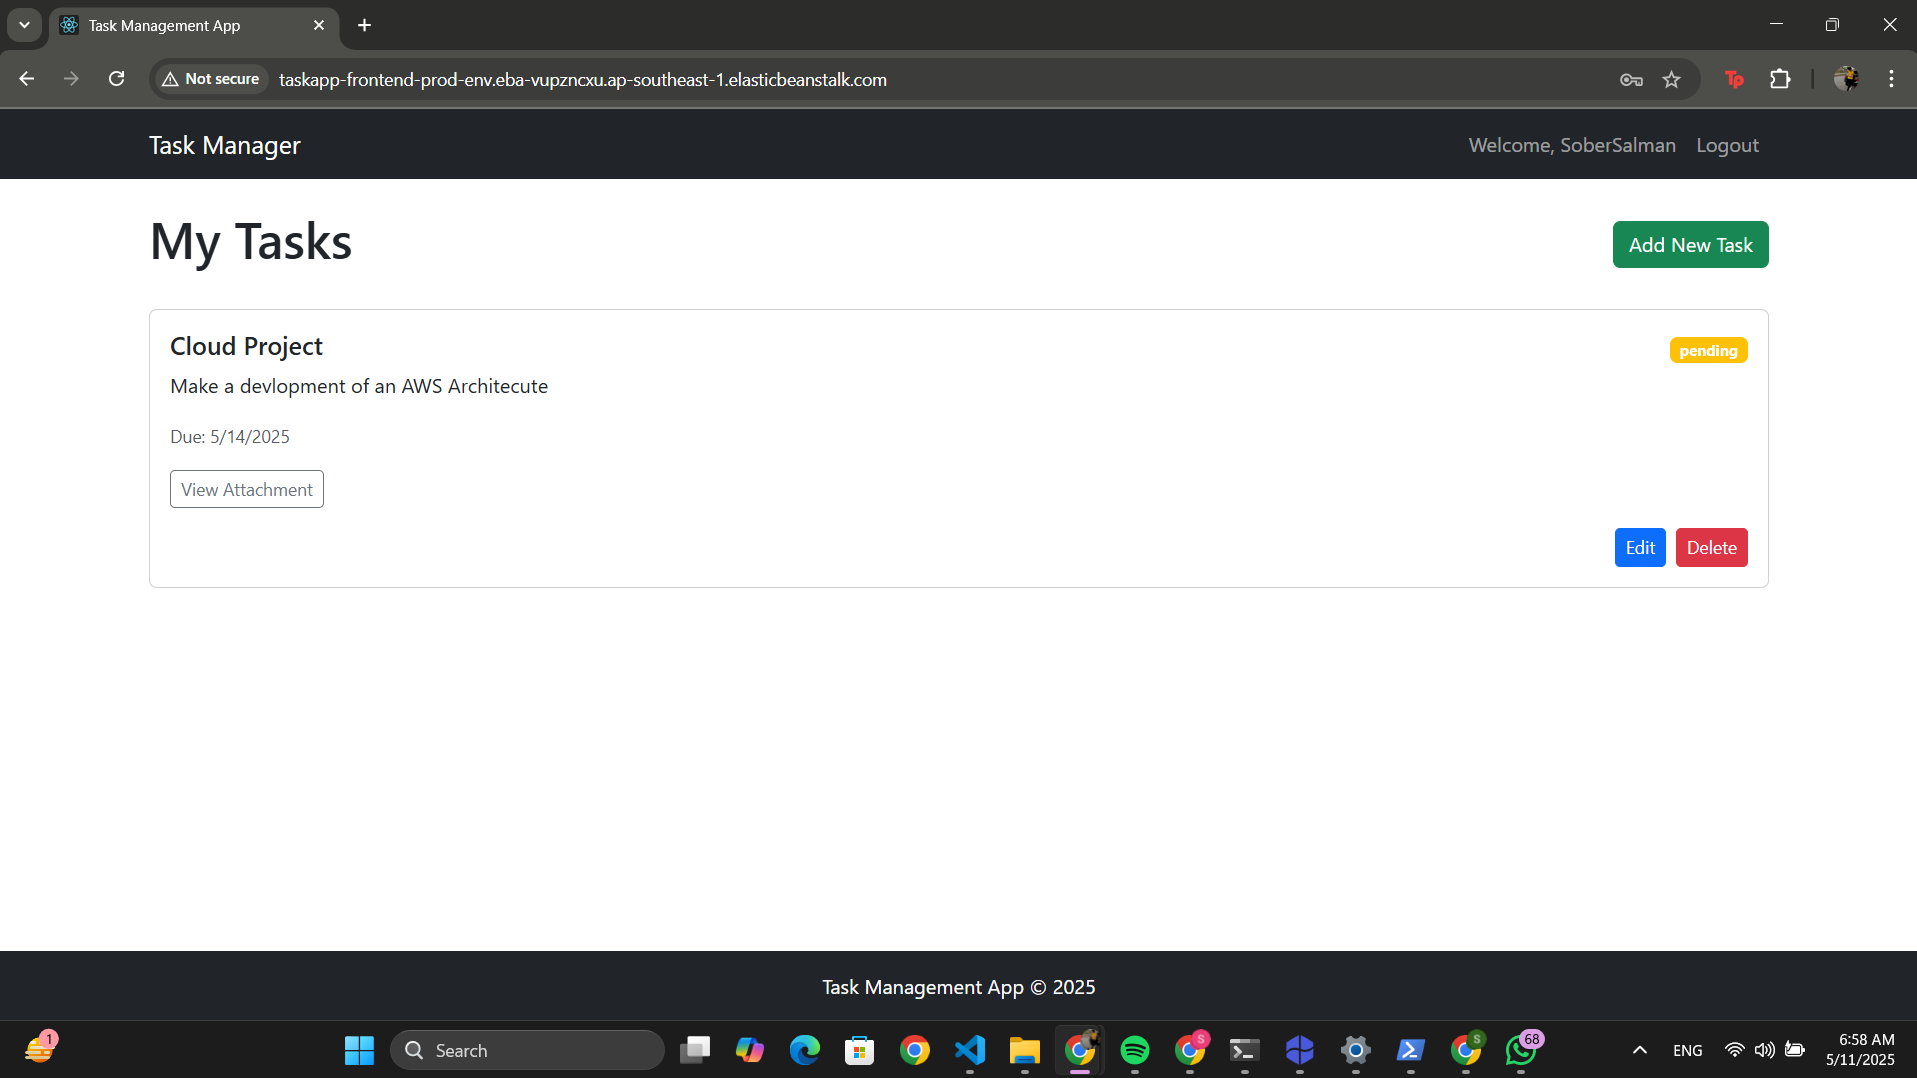 Task Management App
Not secure
taskapp-frontend-prod-env.eba-vupzncxu.ap-southeast-1.elasticbeanstalk.com
Tp
Task Manager
Welcome, SoberSalman
Logout
My Tasks
Add New Task
Cloud Project
pending
Make a devlopment of an AWS Architecute
Due: 5/14/2025
View Attachment
Edit
Delete
Task Management App © 2025
1
Search
S
S
68
ENG
6:58 AM
5/11/2025